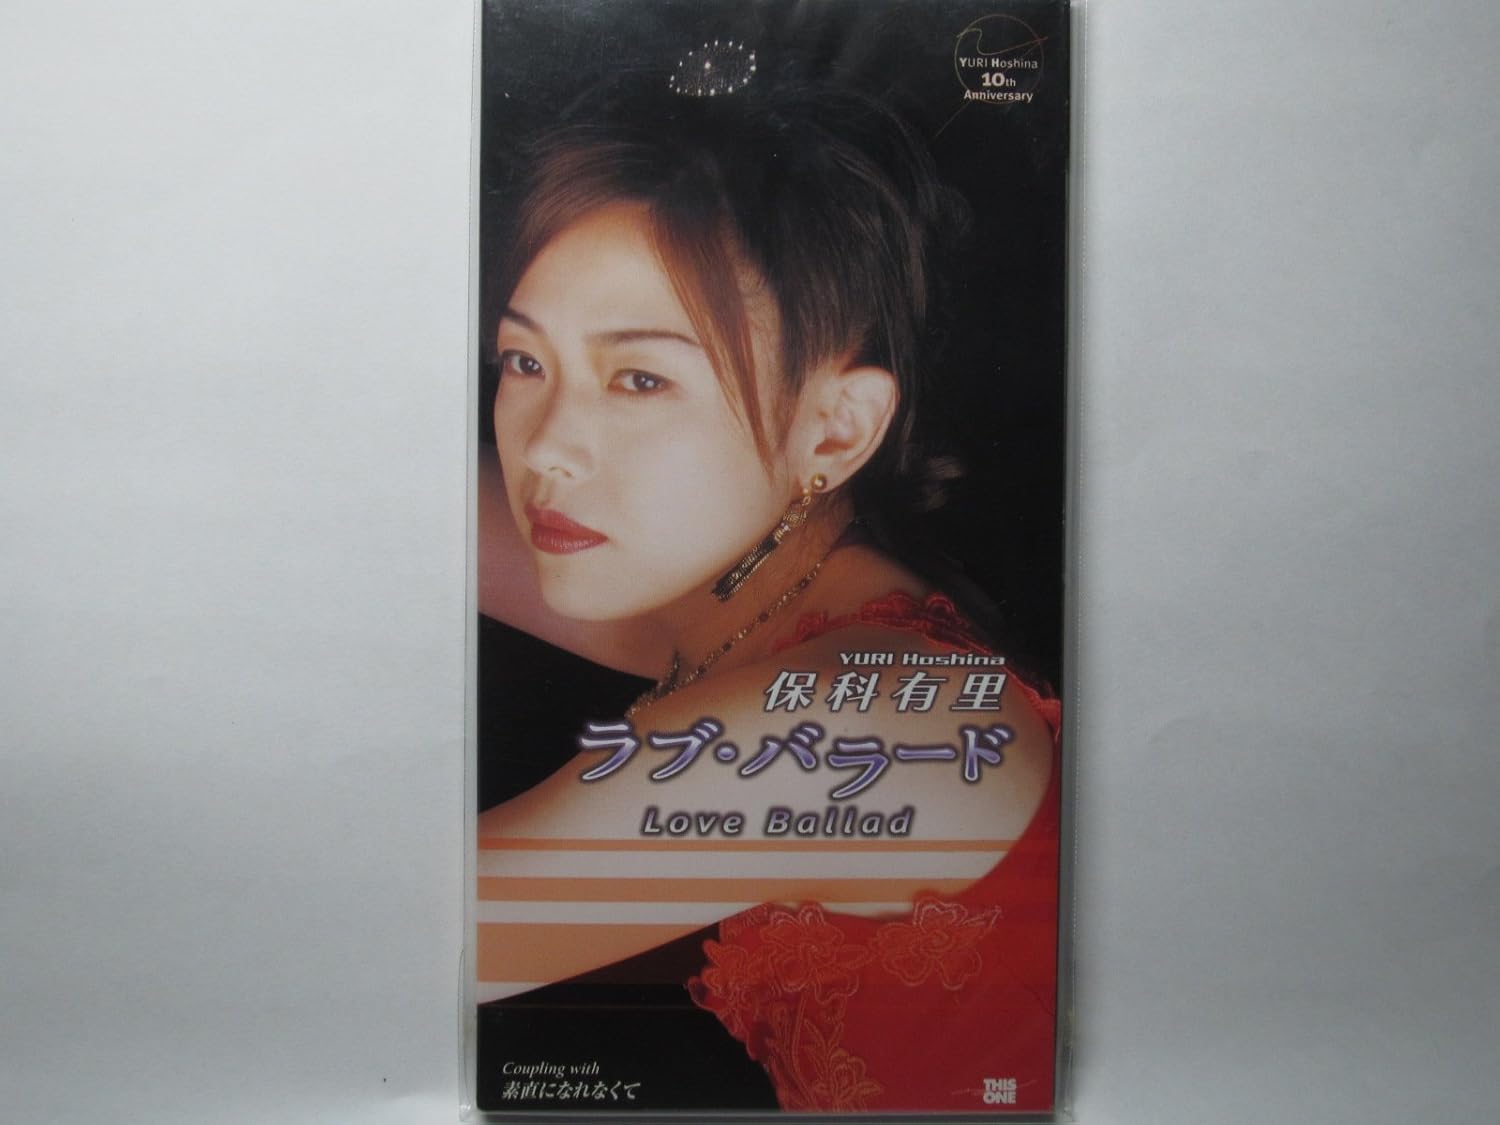 YURI Hoshina
10th
Anniversary
YURI Hoshina
保科有里
ラブ・バラード
Love Ballad
Coupling with
素直になれなくて
THIS
ONE